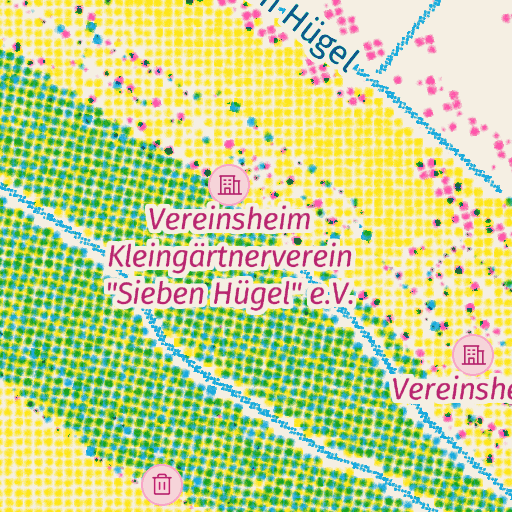 n-Hügel
Vereinsheim
Kleingärtnerverein
"Sieben Hügel" e.V.
Vereinshe